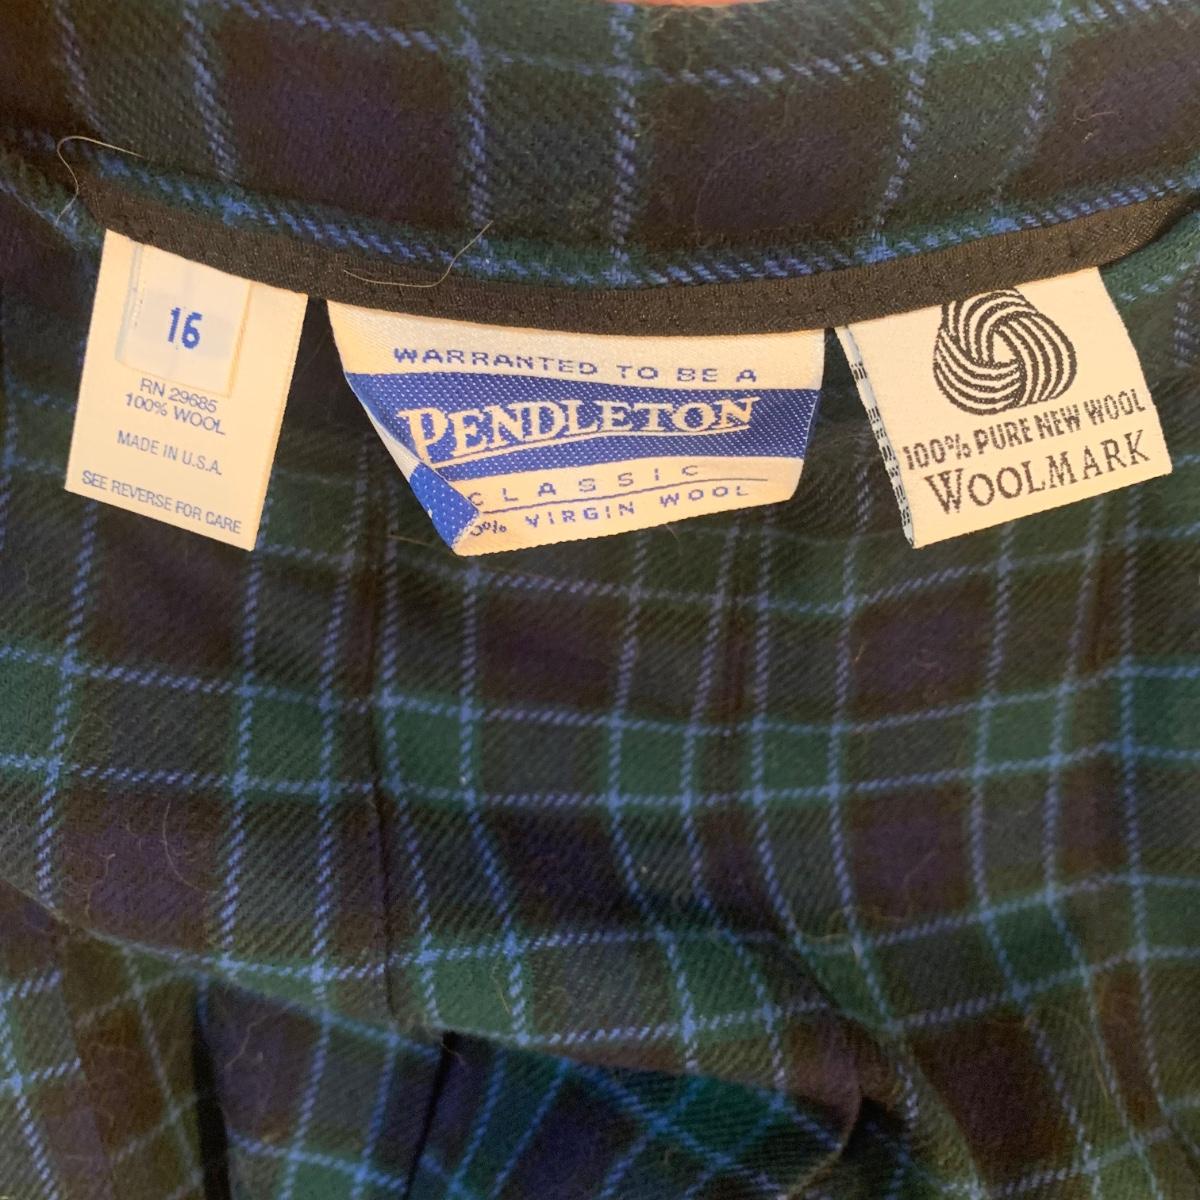 16
RN 29685
100% WOOL
MADE IN U.S.A.
SEE REVERSE FOR CARE
WARRANTED TO BE A
PENDLETON
CLASSIC
VIRGIN WOOL
100% PURE NEW WOOL
WOOLMARK